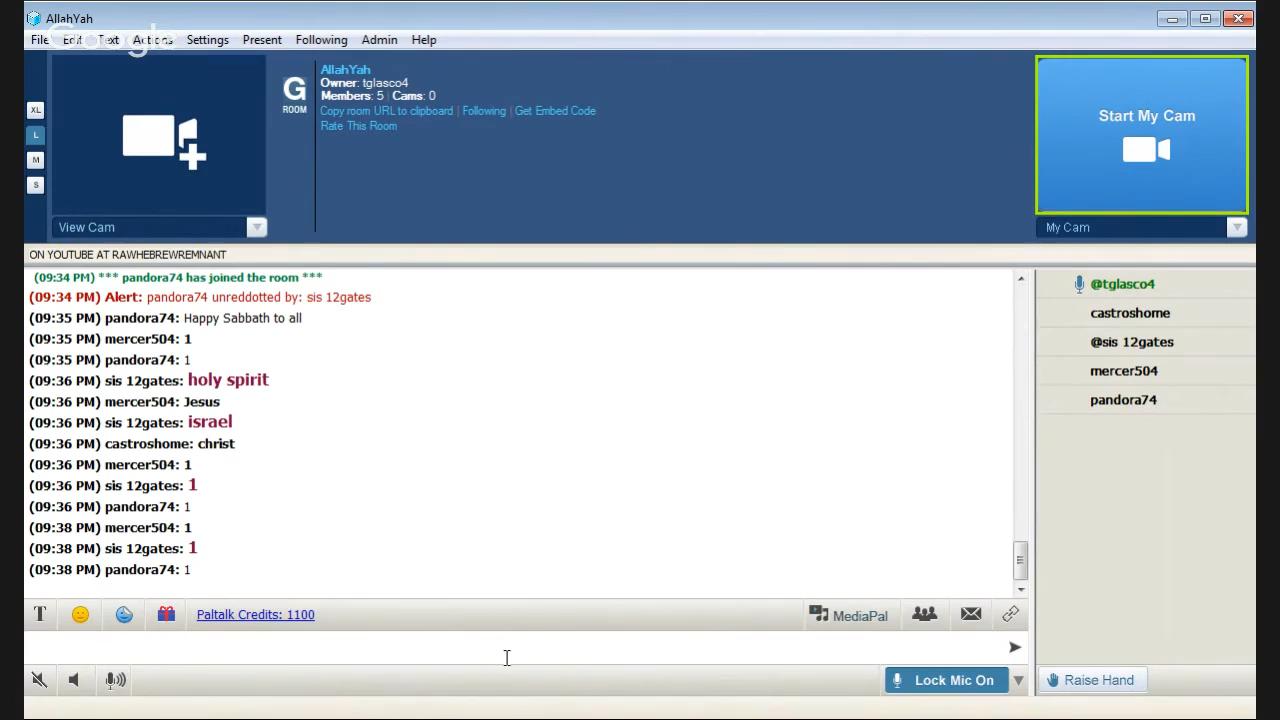 AllahYah
Google
File Edit Text Actions Settings Present Following Admin Help
XL
L
M
S
G
ROOM
AllahYah
Owner: tglasco4
Members: 5 | Cams: 0
Copy room URL to clipboard | Following | Get Embed Code
Rate This Room
Start My Cam
View Cam
My Cam
ON YOUTUBE AT RAWHEBREWREMNANT
(09:34 PM) *** pandora74 has joined the room ***
(09:34 PM) Alert: pandora74 unreddotted by: sis 12gates
(09:35 PM) pandora74: Happy Sabbath to all
(09:35 PM) mercer504: 1
(09:35 PM) pandora74: 1
(09:36 PM) sis 12gates: holy spirit
(09:36 PM) mercer504: Jesus
(09:36 PM) sis 12gates: israel
(09:36 PM) castroshome: christ
(09:36 PM) mercer504: 1
(09:36 PM) sis 12gates: 1
(09:36 PM) pandora74: 1
(09:38 PM) mercer504: 1
(09:38 PM) sis 12gates: 1
(09:38 PM) pandora74: 1
@tglasco4
castroshome
@sis 12gates
mercer504
pandora74
T
Paltalk Credits: 1100
MediaPal
Lock Mic On
Raise Hand